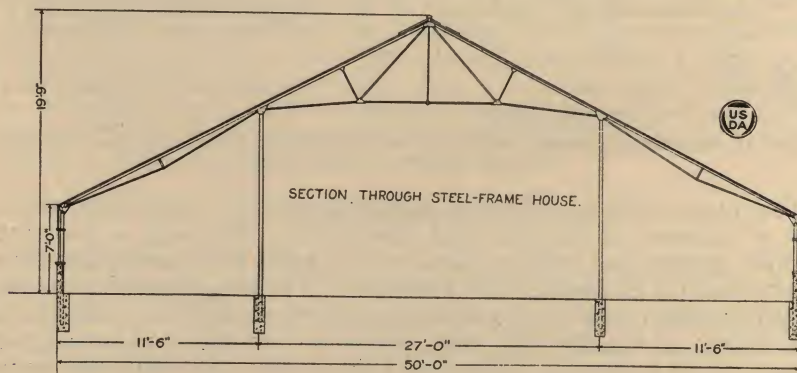 19'-9"
US
DA
SECTION THROUGH STEEL-FRAME HOUSE.
7'-0"
11'-6" 27'-0" 11'-6"
50'-0"